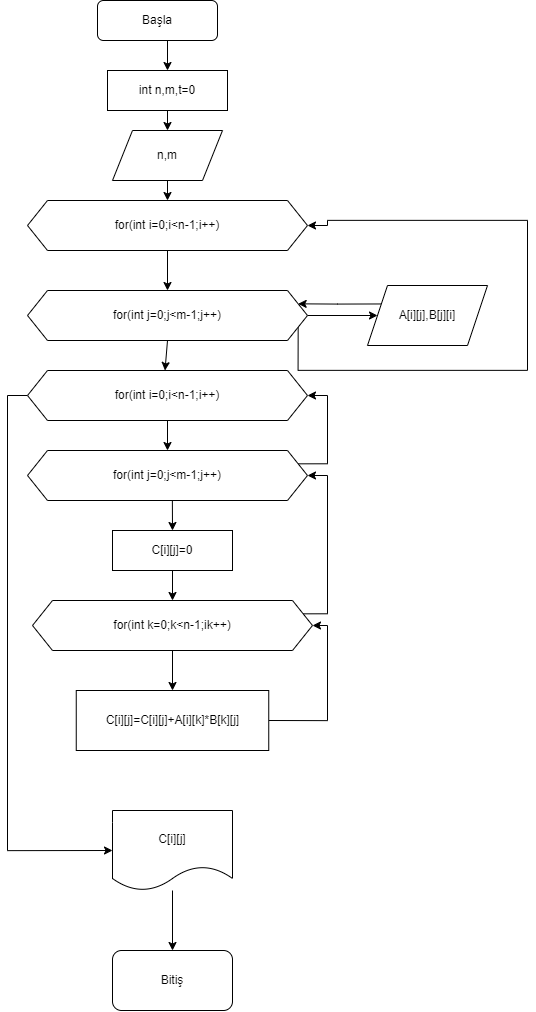 Başla
int n,m,t=0
n,m
for(int i=0;i<n-1;i++)
for(int j=0;j<m-1;j++)
A[i][j],B[j][i]
for(int i=0;i<n-1;i++)
for(int j=0;j<m-1;j++)
C[i][j]=0
for(int k=0;k<n-1;ik++)
C[i][j]=C[i][j]+A[i][k]*B[k][j]
C[i][j]
Bitiş